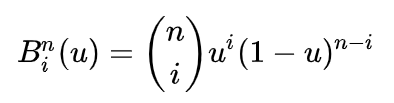 $B_i^n(u) = \binom{n}{i} u^i (1-u)^{n-i}$